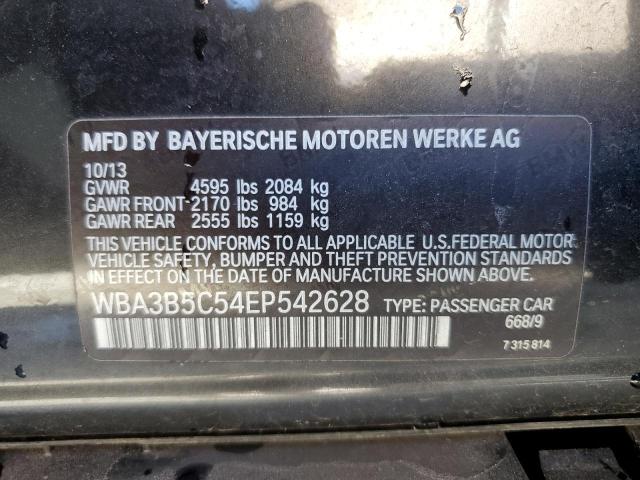 MFD BY BAYERISCHE MOTOREN WERKE AG
10/13
GVWR 4595 lbs 2084 kg
GAWR FRONT-2170 lbs 984 kg
GAWR REAR 2555 lbs 1159 kg
THIS VEHICLE CONFORMS TO ALL APPLICABLE U.S.FEDERAL MOTOR
VEHICLE SAFETY, BUMPER AND THEFT PREVENTION STANDARDS
IN EFFECT ON THE DATE OF MANUFACTURE SHOWN ABOVE.
WBA3B5C54EP542628 TYPE: PASSENGER CAR
668/9
7 315 814